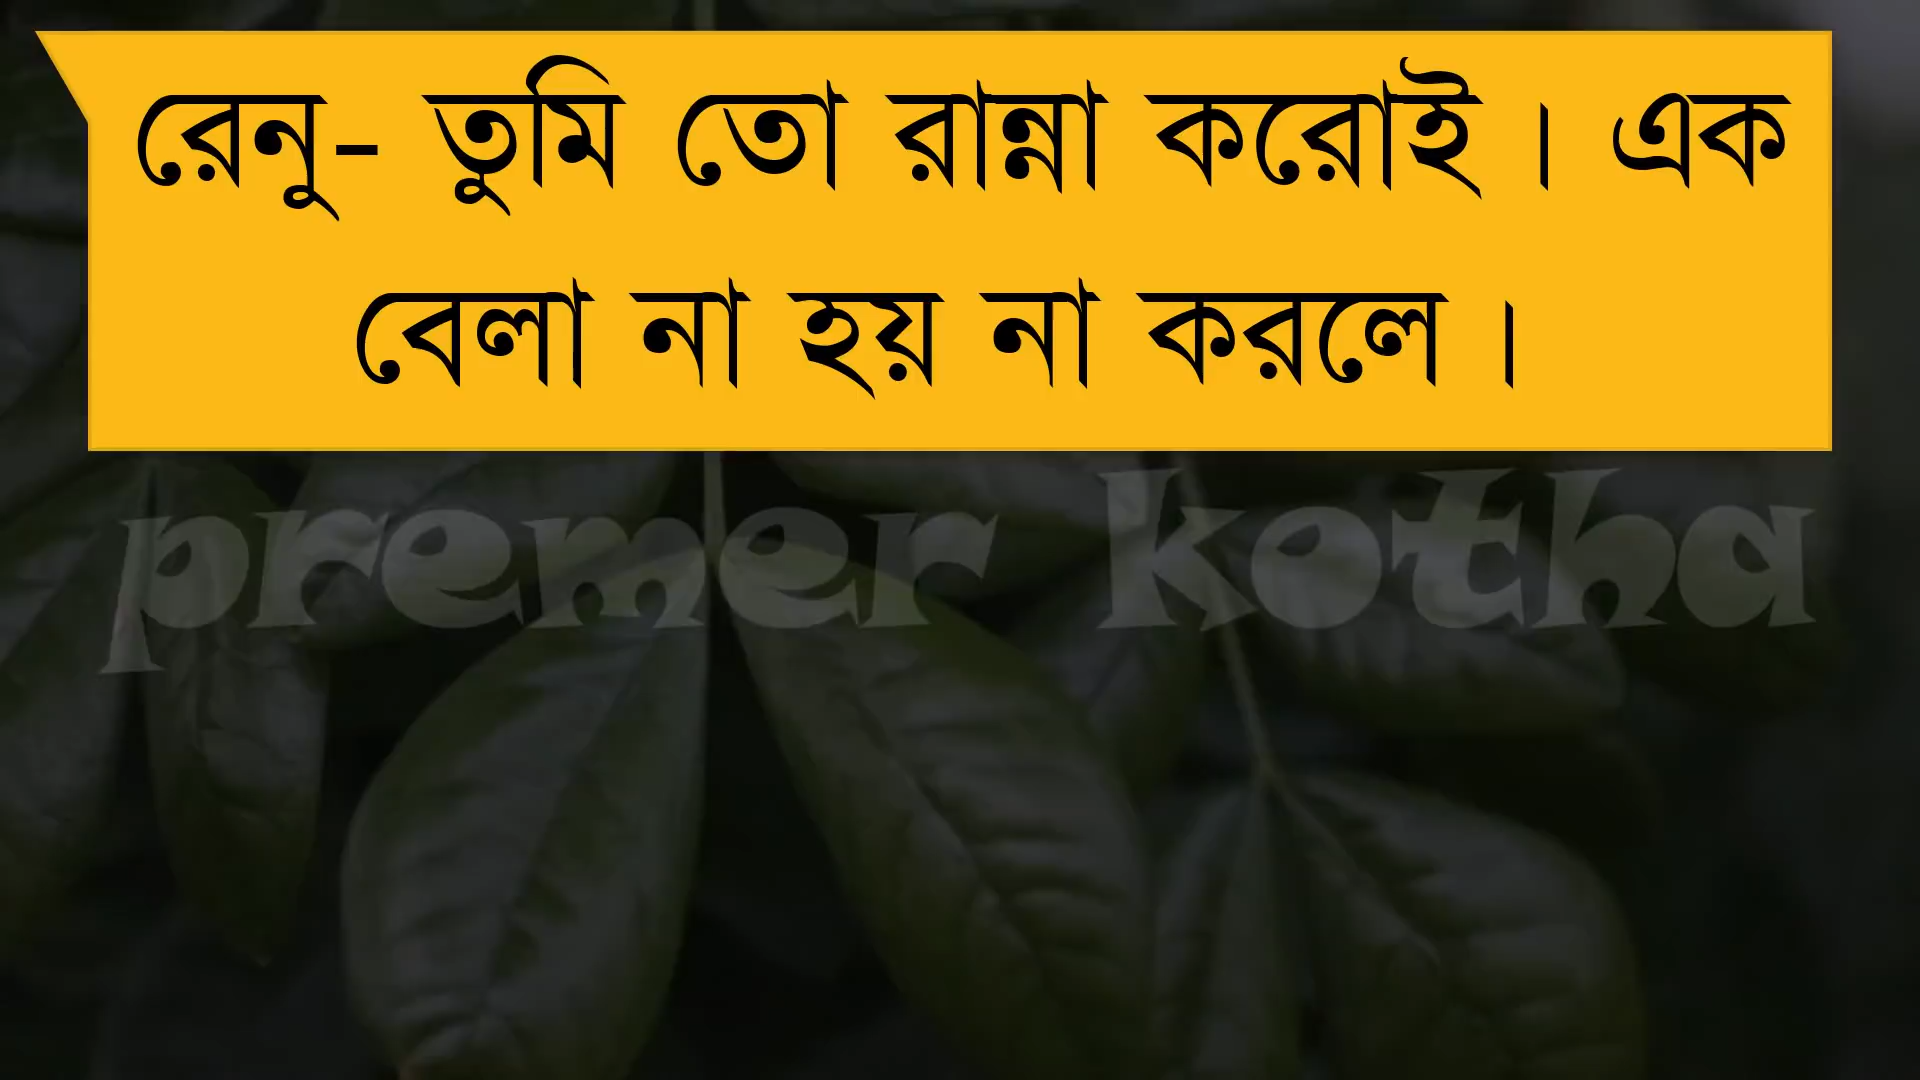 রেনু- তুমি তো রান্না করোই । এক
বেলা না হয় না করলে ।
premer kotha